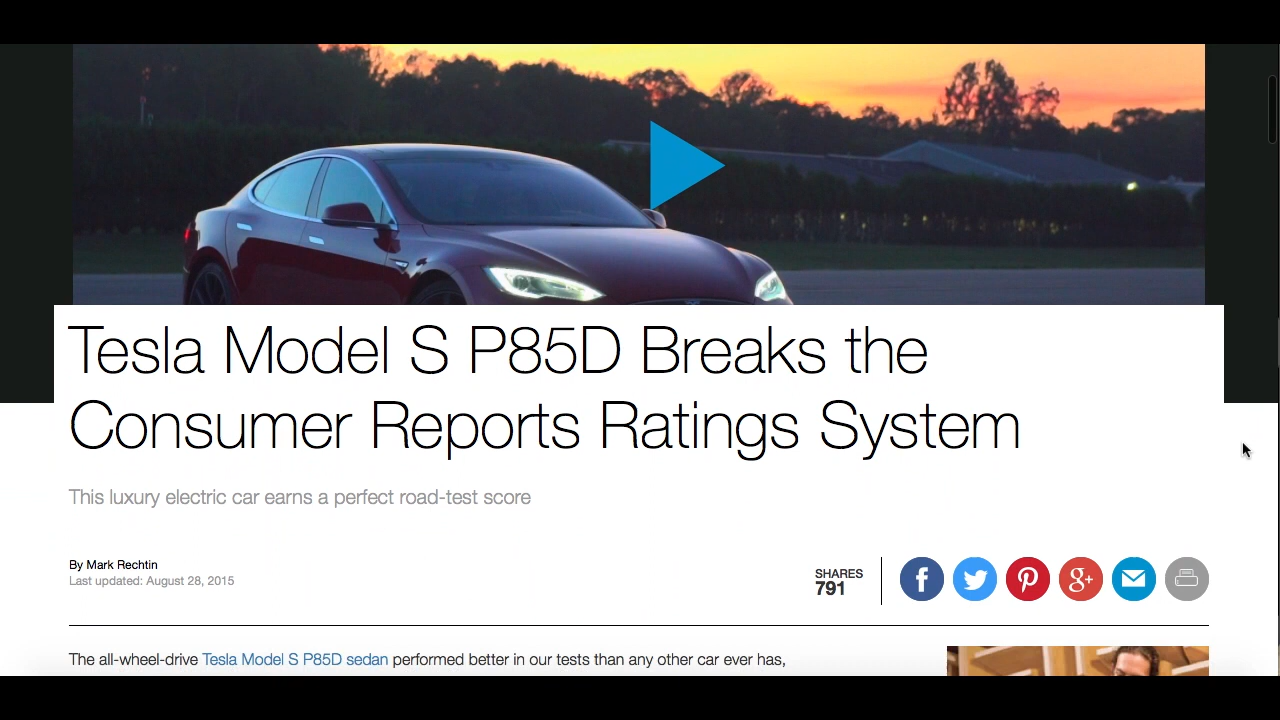 Tesla Model S P85D Breaks the
Consumer Reports Ratings System
This luxury electric car earns a perfect road-test score
By Mark Rechtin
Last updated: August 28, 2015
SHARES
791
f
g+
The all-wheel-drive Tesla Model S P85D sedan performed better in our tests than any other car ever has,